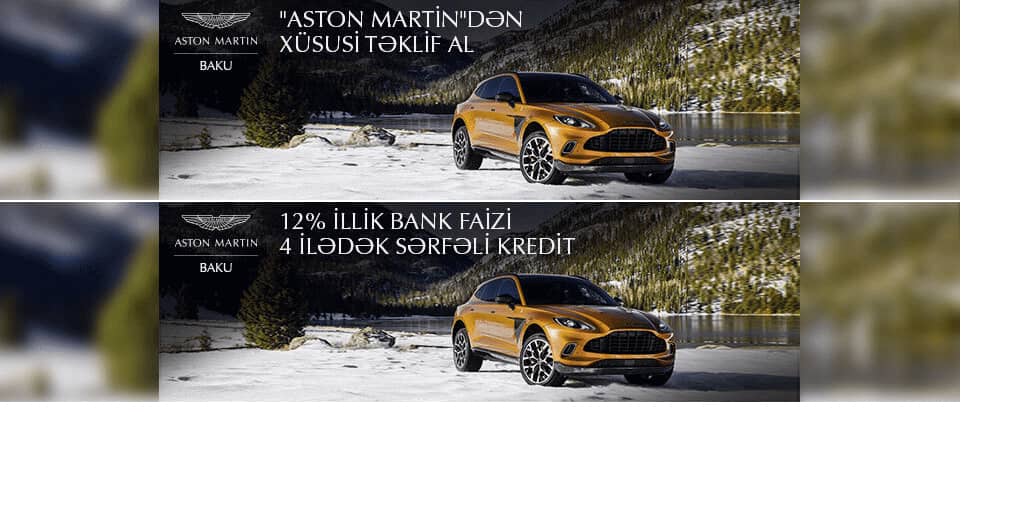 ASTON MARTIN
BAKU
"ASTON MARTİN"DƏN
XÜSUSİ TƏKLİF AL
ASTON MARTIN
BAKU
12% İLLİK BANK FAİZİ
4 İLƏDƏK SƏRFƏLİ KREDİT